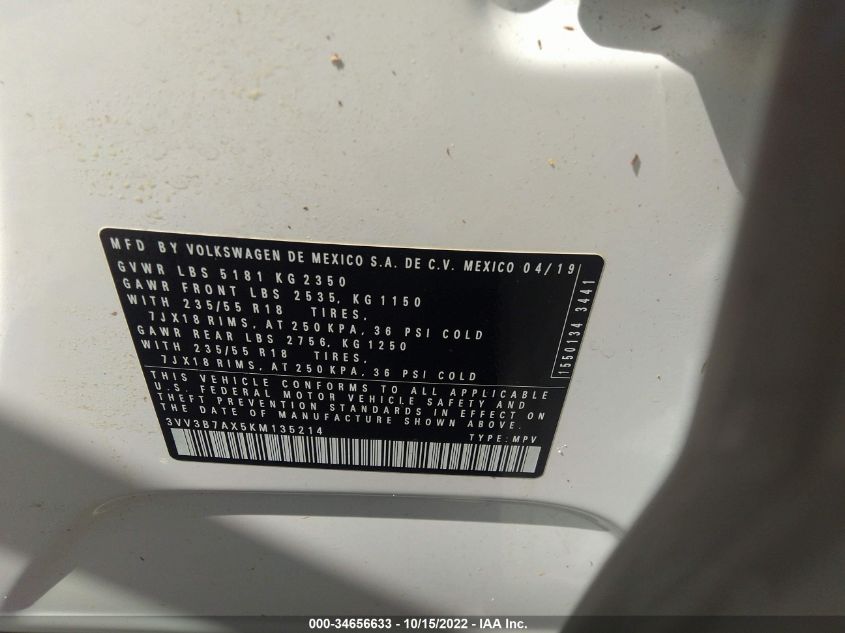 MFD BY VOLKSWAGEN DE MEXICO S.A. DE C.V. MEXICO 04/19
GVWR LBS 5181 KG 2350
GAWR FRONT LBS 2535, KG 1150
WITH 235/55 R18 TIRES,
7JX18 RIMS, AT 250 KPA, 36 PSI COLD
GAWR REAR LBS 2756, KG 1250
WITH 235/55 R18 TIRES,
7JX18 RIMS, AT 250 KPA, 36 PSI COLD
1550134 3441
THIS VEHICLE CONFORMS TO ALL APPLICABLE
U.S. FEDERAL MOTOR VEHICLE SAFETY AND
THEFT PREVENTION STANDARDS IN EFFECT ON
THE DATE OF MANUFACTURE SHOWN ABOVE.
3VV3B7AX5KM135214 TYPE: MPV
000-34656633 - 10/15/2022 - IAA Inc.